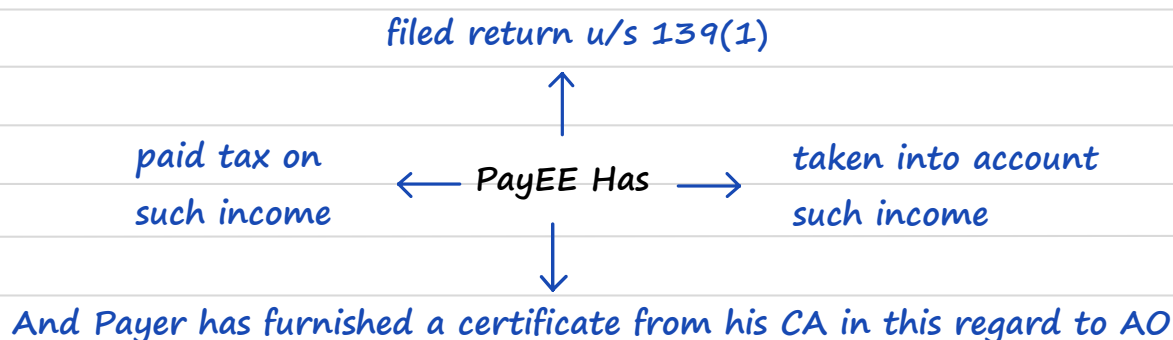 filed return u/s 139(1)
paid tax on
such income
PayEE Has
taken into account
such income
And Payer has furnished a certificate from his CA in this regard to AO